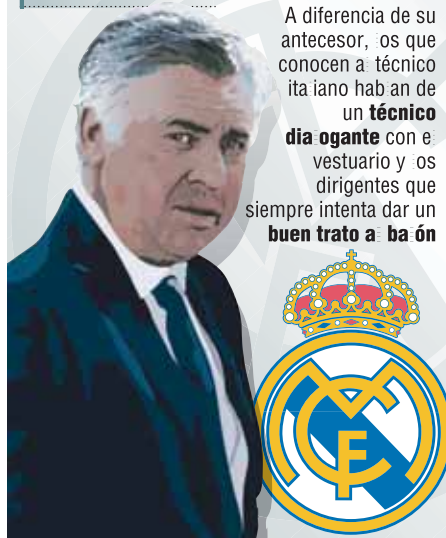 A diferencia de su
antecesor, os que
conocen a técnico
ita iano hab an de
un técnico
dia ogante con e
vestuario y os
dirigentes que
siempre intenta dar un
buen trato a ba ón